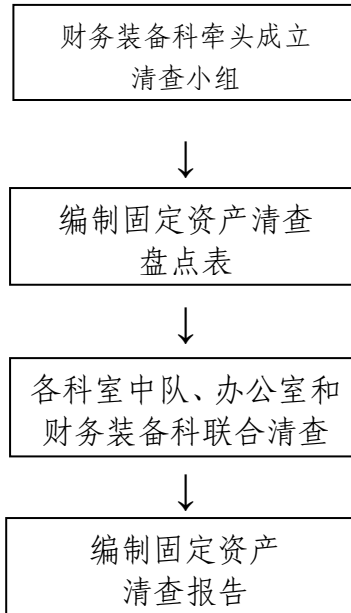 财务装备科牵头成立
清查小组
编制固定资产清查
盘点表
各科室中队、办公室和
财务装备科联合清查
编制固定资产
清查报告